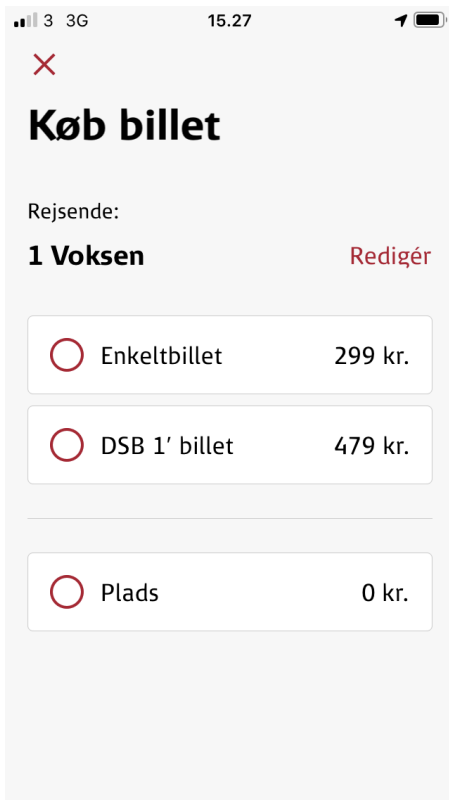 3 3G 15.27
Køb billet
Rejsende:
1 Voksen Redigér
Enkeltbillet 299 kr.
DSB 1' billet 479 kr.
Plads 0 kr.